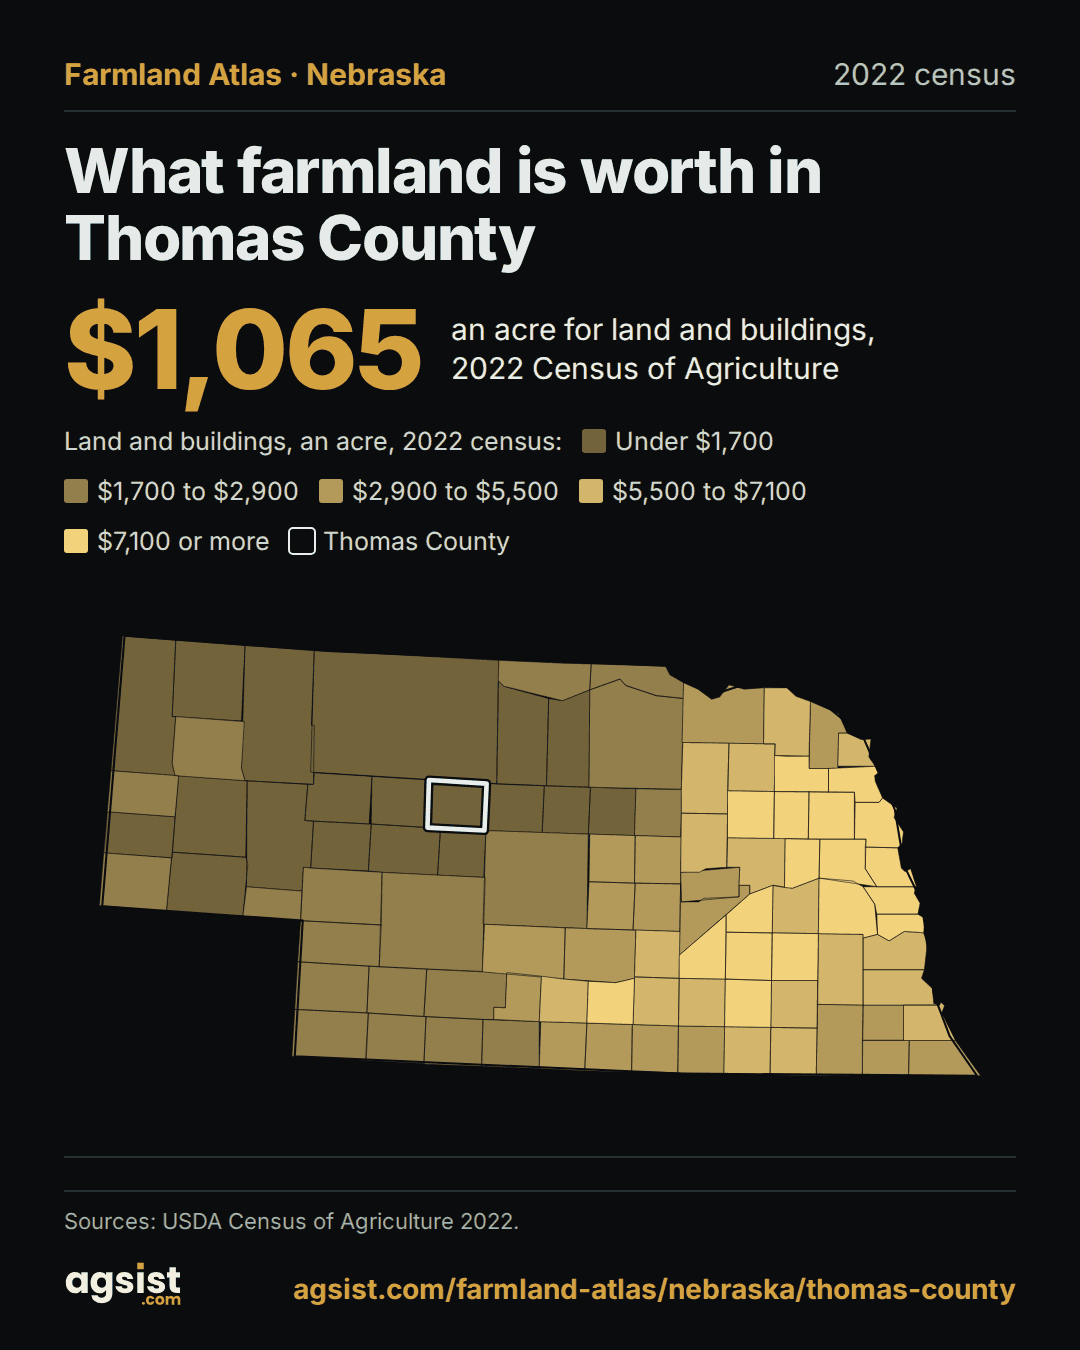 Farmland Atlas · Nebraska
2022 census
What farmland is worth in
Thomas County
$1,065
an acre for land and buildings,
2022 Census of Agriculture
Land and buildings, an acre, 2022 census: Under $1,700
$1,700 to $2,900 $2,900 to $5,500 $5,500 to $7,100
$7,100 or more Thomas County
Sources: USDA Census of Agriculture 2022.
agsist
.com
agsist.com/farmland-atlas/nebraska/thomas-county